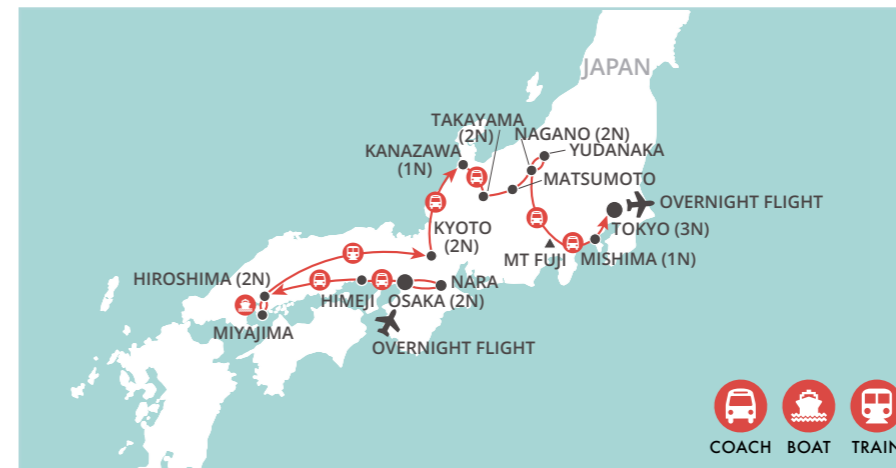 JAPAN
TAKAYAMA
(2N)
NAGANO (2N)
YUDANAKA
KANAZAWA
(1N)
MATSUMOTO
OVERNIGHT FLIGHT
TOKYO (3N)
KYOTO
(2N)
MT FUJI
MISHIMA (1N)
HIROSHIMA (2N)
NARA
HIMEJI
OSAKA (2N)
MIYAJIMA
OVERNIGHT FLIGHT
COACH
BOAT
TRAIN